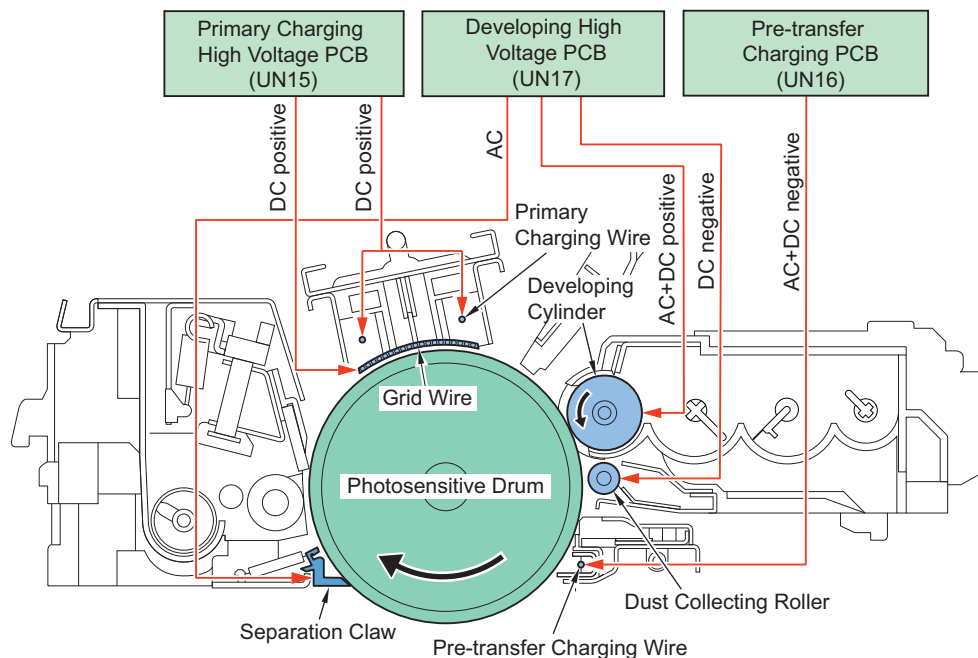 Primary Charging
High Voltage PCB
(UN15)
Developing High
Voltage PCB
(UN17)
Pre-transfer
Charging PCB
(UN16)
DC positive
DC positive
AC
AC+DC positive
DC negative
AC+DC negative
Primary
Charging Wire
Developing
Cylinder
Grid Wire
Photosensitive Drum
Separation Claw
Pre-transfer Charging Wire
Dust Collecting Roller